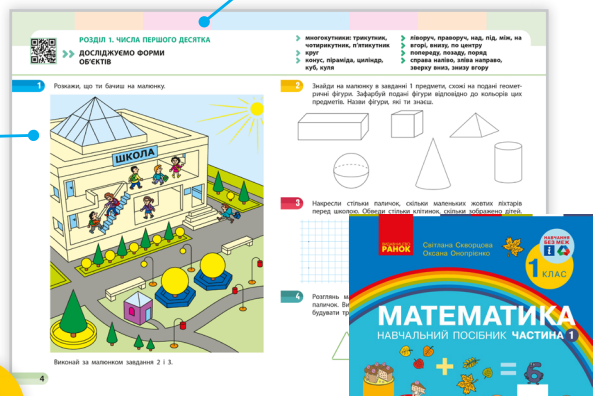 РОЗДІЛ 1. ЧИСЛА ПЕРШОГО ДЕСЯТКА
ДОСЛІДЖУЄМО ФОРМИ
ОБ'ЄКТІВ
многокутники: трикутник,
чотирикутник, п'ятикутник
круг
конус, піраміда, циліндр,
куб, куля
ліворуч, праворуч, над, під, між, на
вгорі, внизу, по центру
попереду, позаду, поряд
справа наліво, зліва направо,
зверху вниз, знизу вгору
1
Розкажи, що ти бачиш на малюнку.
ШКОЛА
Виконай за малюнком завдання 2 і 3.
4
2
Знайди на малюнку в завданні 1 предмети, схожі на подані геомет-
ричні фігури. Зафарбуй подані фігури відповідно до кольорів цих
предметів. Назви фігури, які ти знаєш.
3
Накресли стільки паличок, скільки маленьких жовтих ліхтарів
перед школою. Обведи стільки клітинок, скільки зображено дітей.
4
Розглянь
паличок.
будувати
РАНОК
Світлана Скворцова
Оксана Онопрієнко
НАВЧАННЯ
БЕЗ МЕЖ
1 КЛАС
МАТЕМАТИКА
НАВЧАЛЬНИЙ ПОСІБНИК ЧАСТИНА 1
+ = 6